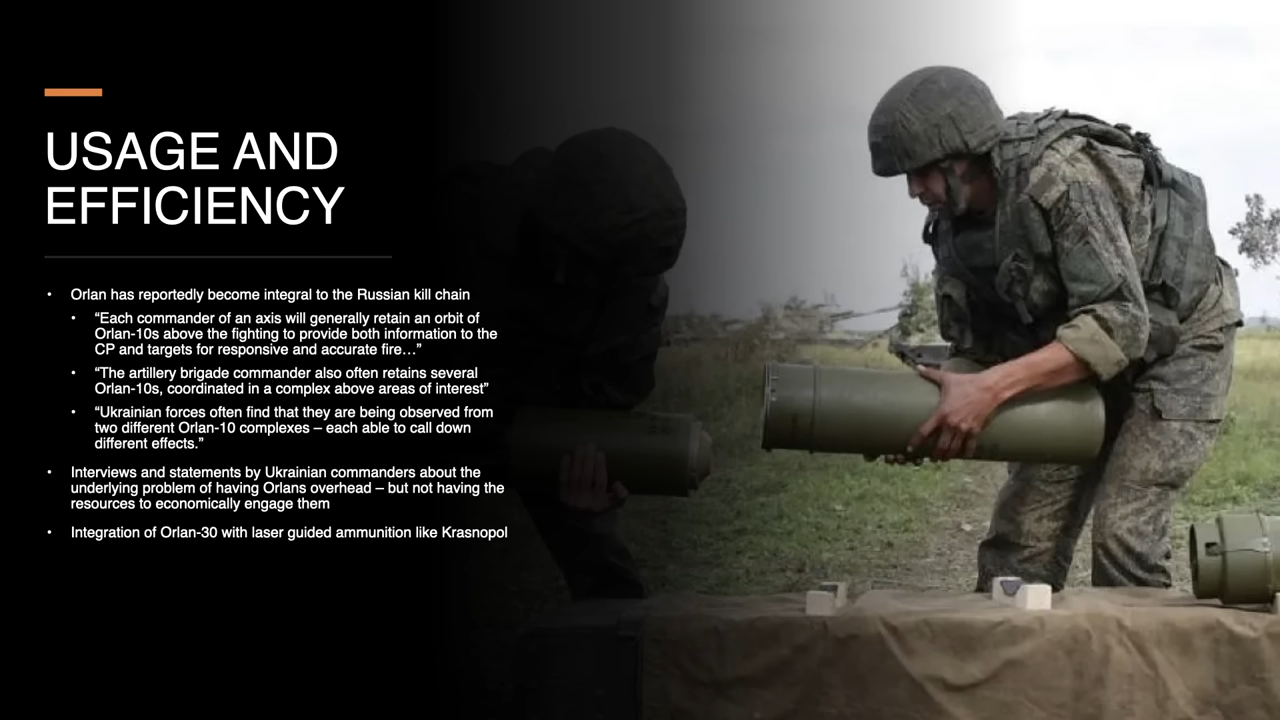 USAGE AND
EFFICIENCY
• Orlan has reportedly become integral to the Russian kill chain
• “Each commander of an axis will generally retain an orbit of
Orlan-10s above the fighting to provide both information to the
CP and targets for responsive and accurate fire…”
• “The artillery brigade commander also often retains several
Orlan-10s, coordinated in a complex above areas of interest”
• “Ukrainian forces often find that they are being observed from
two different Orlan-10 complexes – each able to call down
different effects.”
• Interviews and statements by Ukrainian commanders about the
underlying problem of having Orlans overhead – but not having the
resources to economically engage them
• Integration of Orlan-30 with laser guided ammunition like Krasnopol